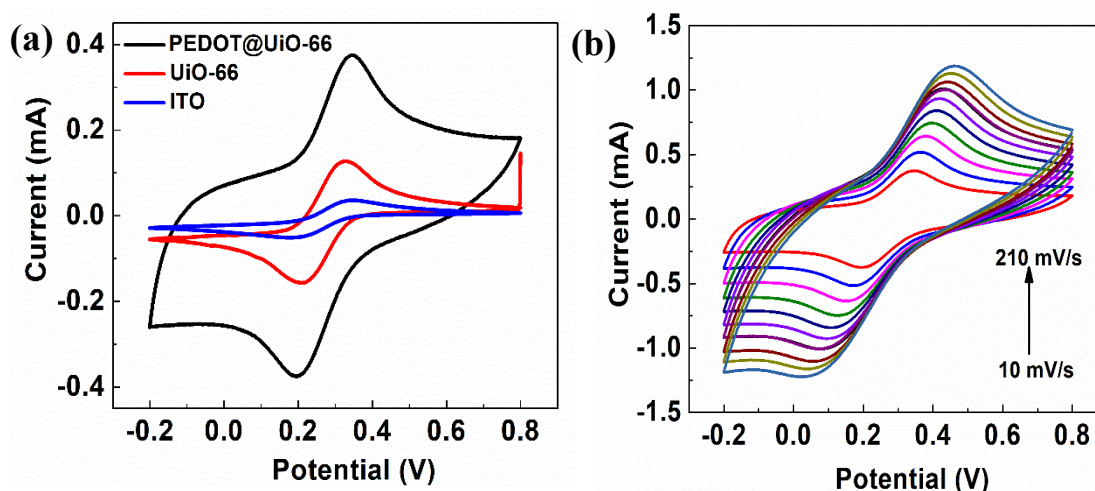 (a)
PEDOT@UiO-66
UiO-66
ITO
0.4
0.2
0.0
-0.2
-0.4
Current (mA)
-0.2 0.0 0.2 0.4 0.6 0.8
Potential (V)
(b)
1.5
1.0
0.5
0.0
-0.5
-1.0
-1.5
Current (mA)
210 mV/s
10 mV/s
-0.2 0.0 0.2 0.4 0.6 0.8
Potential (V)